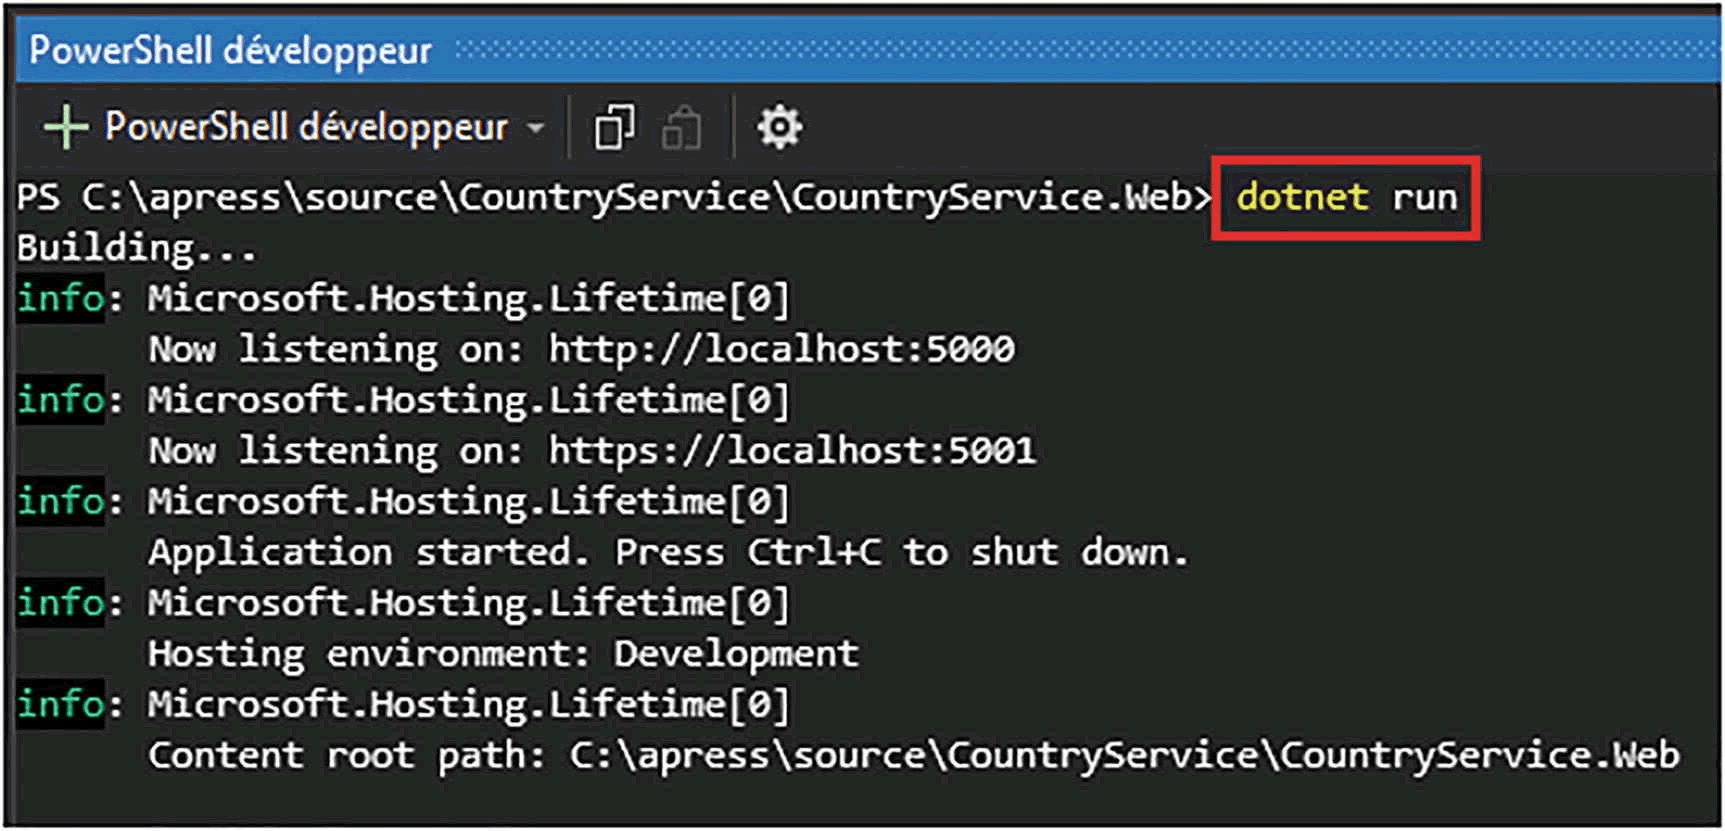 PowerShell développeur
PowerShell développeur
PS C:\apress\source\CountryService\CountryService.Web> dotnet run
Building...
info: Microsoft.Hosting.Lifetime[0]
Now listening on: http://localhost:5000
info: Microsoft.Hosting.Lifetime[0]
Now listening on: https://localhost:5001
info: Microsoft.Hosting.Lifetime[0]
Application started. Press Ctrl+C to shut down.
info: Microsoft.Hosting.Lifetime[0]
Hosting environment: Development
info: Microsoft.Hosting.Lifetime[0]
Content root path: C:\apress\source\CountryService\CountryService.Web